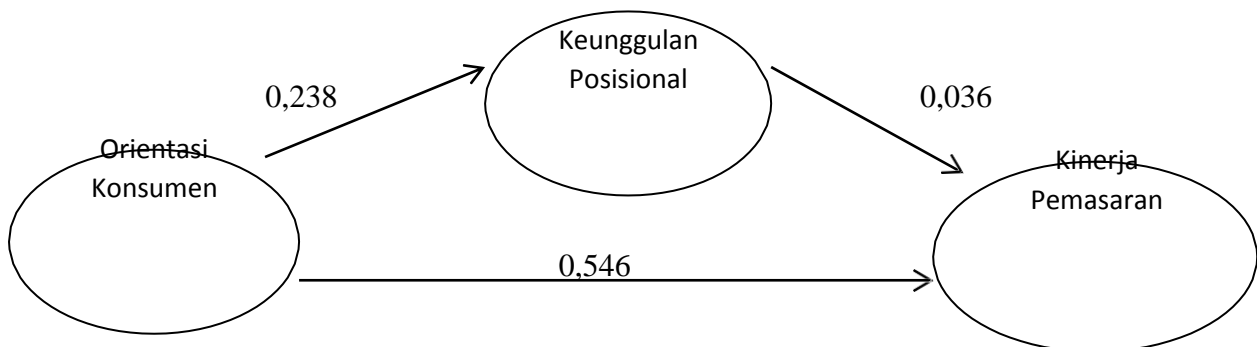 Keunggulan
Posisional
0,238
0,036
Orientasi
Konsumen
Kinerja
Pemasaran
0,546